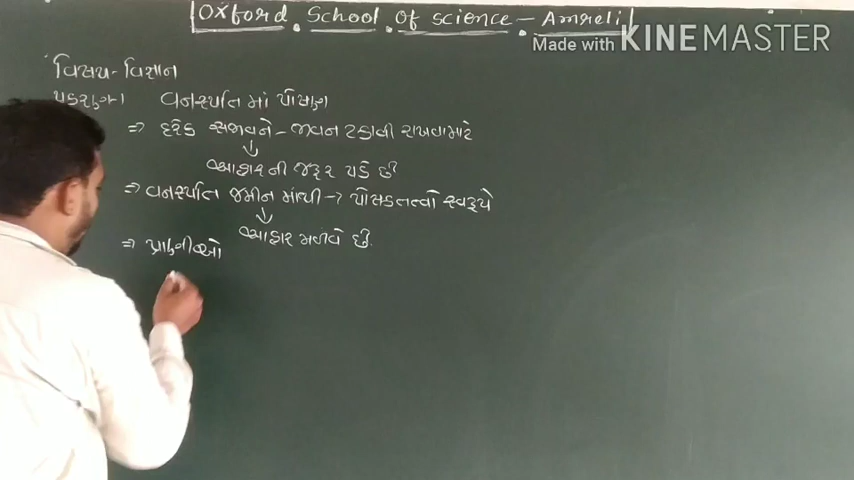 Oxford School of science - Amreli
Made with KINEMASTER
વિષય - વિજ્ઞાન
પ્રકરણ-1 વનસ્પતિ માં પોષણ
⇒ દરેક સજીવને - જીવન ટકાવી રાખવા માટે
↓
આહાર ની જરૂર પડે છે
⇒ વનસ્પતિ જમીન માંથી → પોષકતત્વો સ્વરૂપે
↓
આહાર મળવે છે.
⇒ પ્રાણીઓ